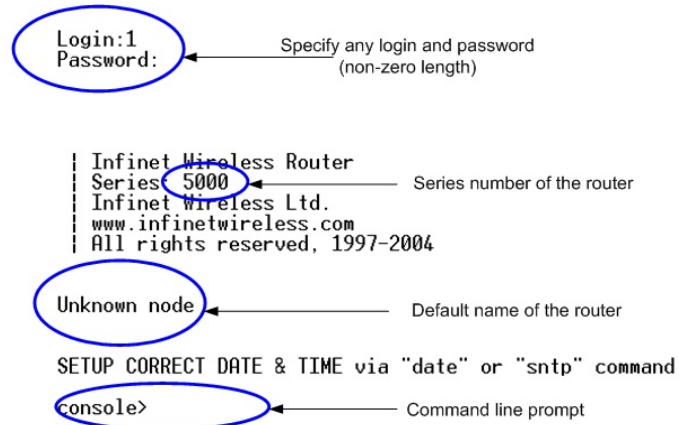 Login:1
Password:
Specify any login and password
(non-zero length)
| Infinet Wireless Router
| Series 5000
| Infinet Wireless Ltd.
| www.infinetwireless.com
| All rights reserved, 1997-2004
Series number of the router
Unknown node
Default name of the router
SETUP CORRECT DATE & TIME via "date" or "sntp" command
console>
Command line prompt